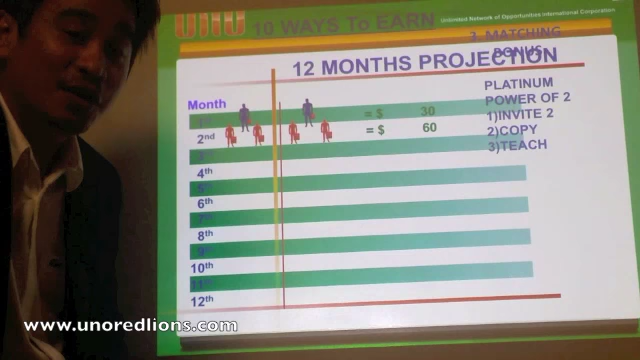 uno
10 WAYS To EARN
Unlimited Network of Opportunities International Corporation
3. MATCHING
BONUS
12 MONTHS PROJECTION
PLATINUM
POWER OF 2
1)INVITE 2
2)COPY
3)TEACH
Month
1st = $ 30
2nd = $ 60
3rd
4th
5th
6th
7th
8th
9th
10th
11th
12th
www.unoredlions.com